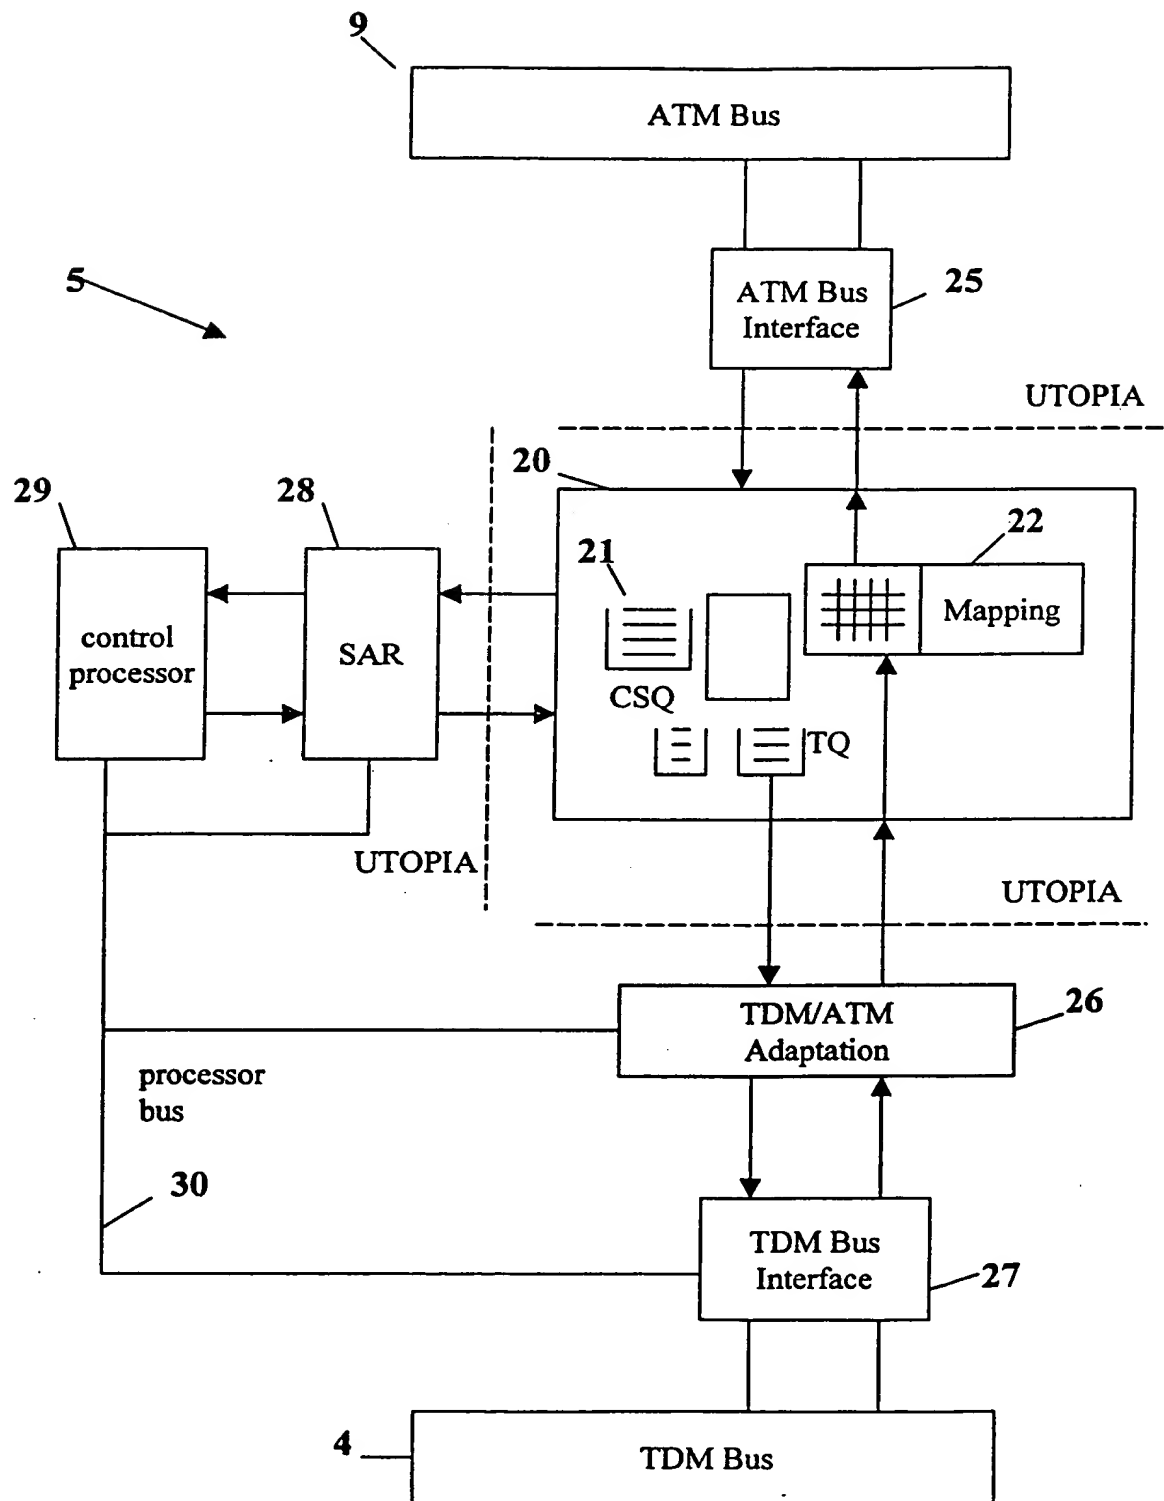 9
ATM Bus
5
ATM Bus
Interface
25
UTOPIA
20
29
28
21
22
control
processor
SAR
Mapping
CSQ
TQ
UTOPIA
UTOPIA
TDM/ATM
Adaptation
26
processor
bus
30
TDM Bus
Interface
27
4
TDM Bus